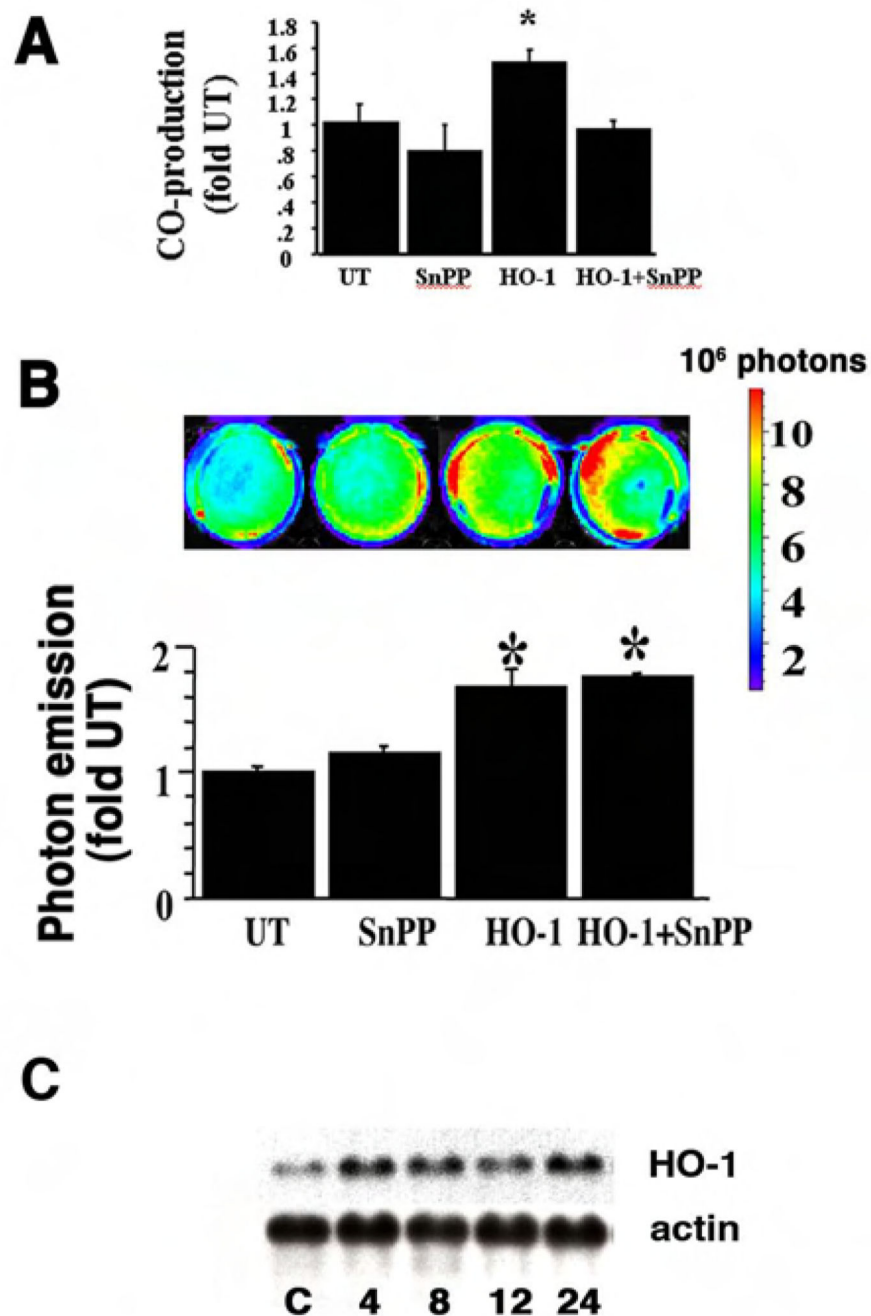 A
CO-production
(fold UT)
1.8
1.6
1.4
1.2
1
.8
.6
.4
.2
0
*
UT SnPP HO-1 HO-1+SnPP
B
10⁶ photons
10
8
6
4
2
Photon emission
(fold UT)
2
1
0
* *
UT SnPP HO-1 HO-1+SnPP
C
HO-1
actin
C 4 8 12 24